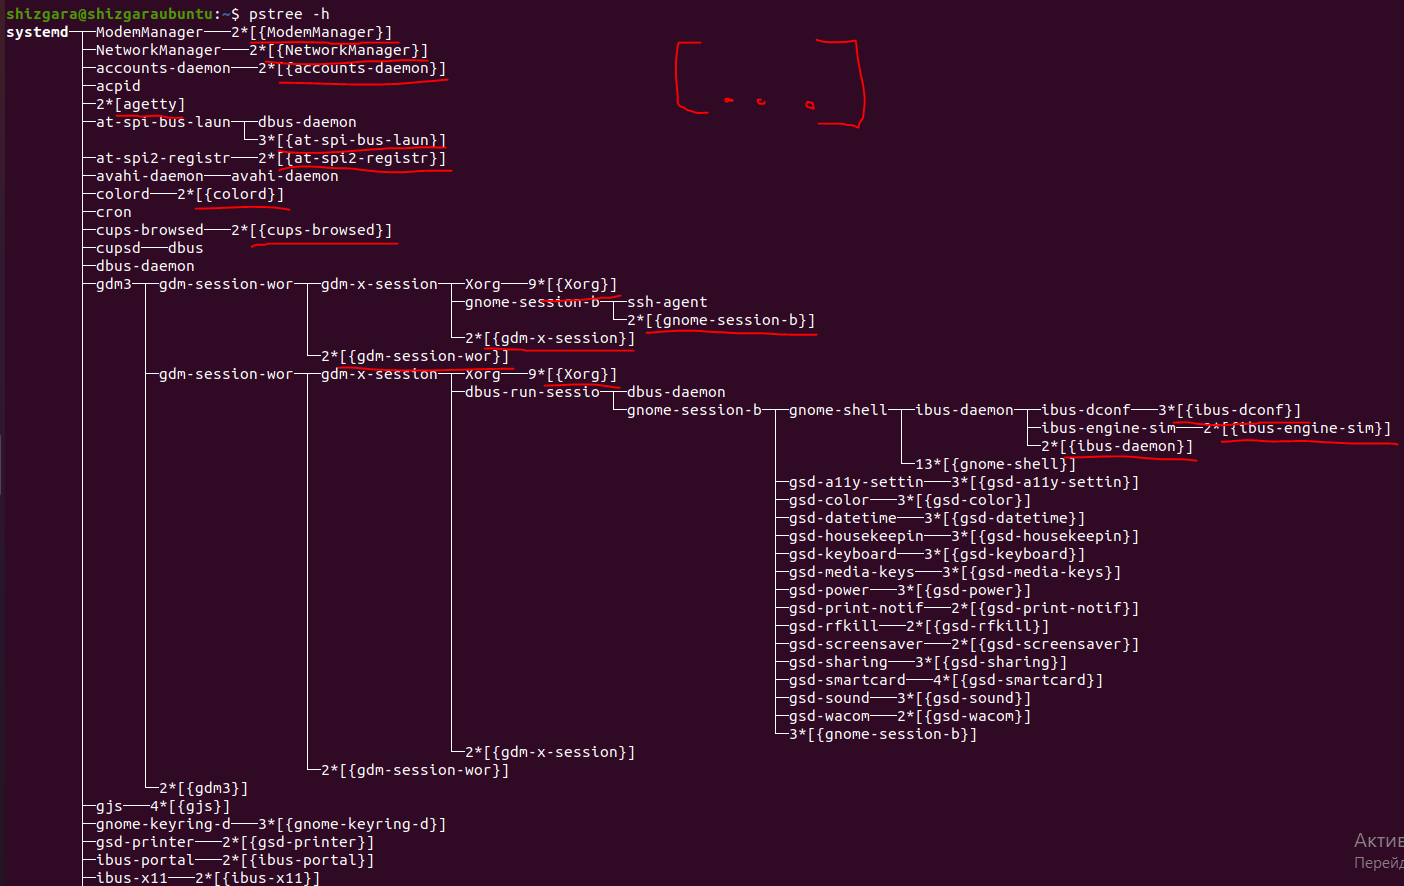 shizgara@shizgaraubuntu:~$ pstree -h
systemd─┬─ModemManager───2*[{ModemManager}]
├─NetworkManager───2*[{NetworkManager}]
├─accounts-daemon───2*[{accounts-daemon}]
├─acpid
├─2*[agetty]
├─at-spi-bus-laun─┬─dbus-daemon
└─3*[{at-spi-bus-laun}]
├─at-spi2-registr───2*[{at-spi2-registr}]
├─avahi-daemon───avahi-daemon
├─colord───2*[{colord}]
├─cron
├─cups-browsed───2*[{cups-browsed}]
├─cupsd───dbus
├─dbus-daemon
├─gdm3─┬─gdm-session-wor─┬─gdm-x-session─┬─Xorg───9*[{Xorg}]
├─gnome-session-b─┬─ssh-agent
└─2*[{gnome-session-b}]
└─2*[{gdm-x-session}]
└─2*[{gdm-session-wor}]
├─gdm-session-wor─┬─gdm-x-session─┬─Xorg───9*[{Xorg}]
├─dbus-run-sessio─┬─dbus-daemon
└─gnome-session-b─┬─gnome-shell─┬─ibus-daemon─┬─ibus-dconf───3*[{ibus-dconf}]
├─ibus-engine-sim───2*[{ibus-engine-sim}]
└─2*[{ibus-daemon}]
└─13*[{gnome-shell}]
├─gsd-a11y-settin───3*[{gsd-a11y-settin}]
├─gsd-color───3*[{gsd-color}]
├─gsd-datetime───3*[{gsd-datetime}]
├─gsd-housekeepin───3*[{gsd-housekeepin}]
├─gsd-keyboard───3*[{gsd-keyboard}]
├─gsd-media-keys───3*[{gsd-media-keys}]
├─gsd-power───3*[{gsd-power}]
├─gsd-print-notif───2*[{gsd-print-notif}]
├─gsd-rfkill───2*[{gsd-rfkill}]
├─gsd-screensaver───2*[{gsd-screensaver}]
├─gsd-sharing───3*[{gsd-sharing}]
├─gsd-smartcard───4*[{gsd-smartcard}]
├─gsd-sound───3*[{gsd-sound}]
├─gsd-wacom───2*[{gsd-wacom}]
└─3*[{gnome-session-b}]
└─2*[{gdm-x-session}]
└─2*[{gdm-session-wor}]
└─2*[{gdm3}]
├─gjs───4*[{gjs}]
├─gnome-keyring-d───3*[{gnome-keyring-d}]
├─gsd-printer───2*[{gsd-printer}]
├─ibus-portal───2*[{ibus-portal}]
├─ibus-x11───2*[{ibus-x11}]
[...]
Актив
Перейд